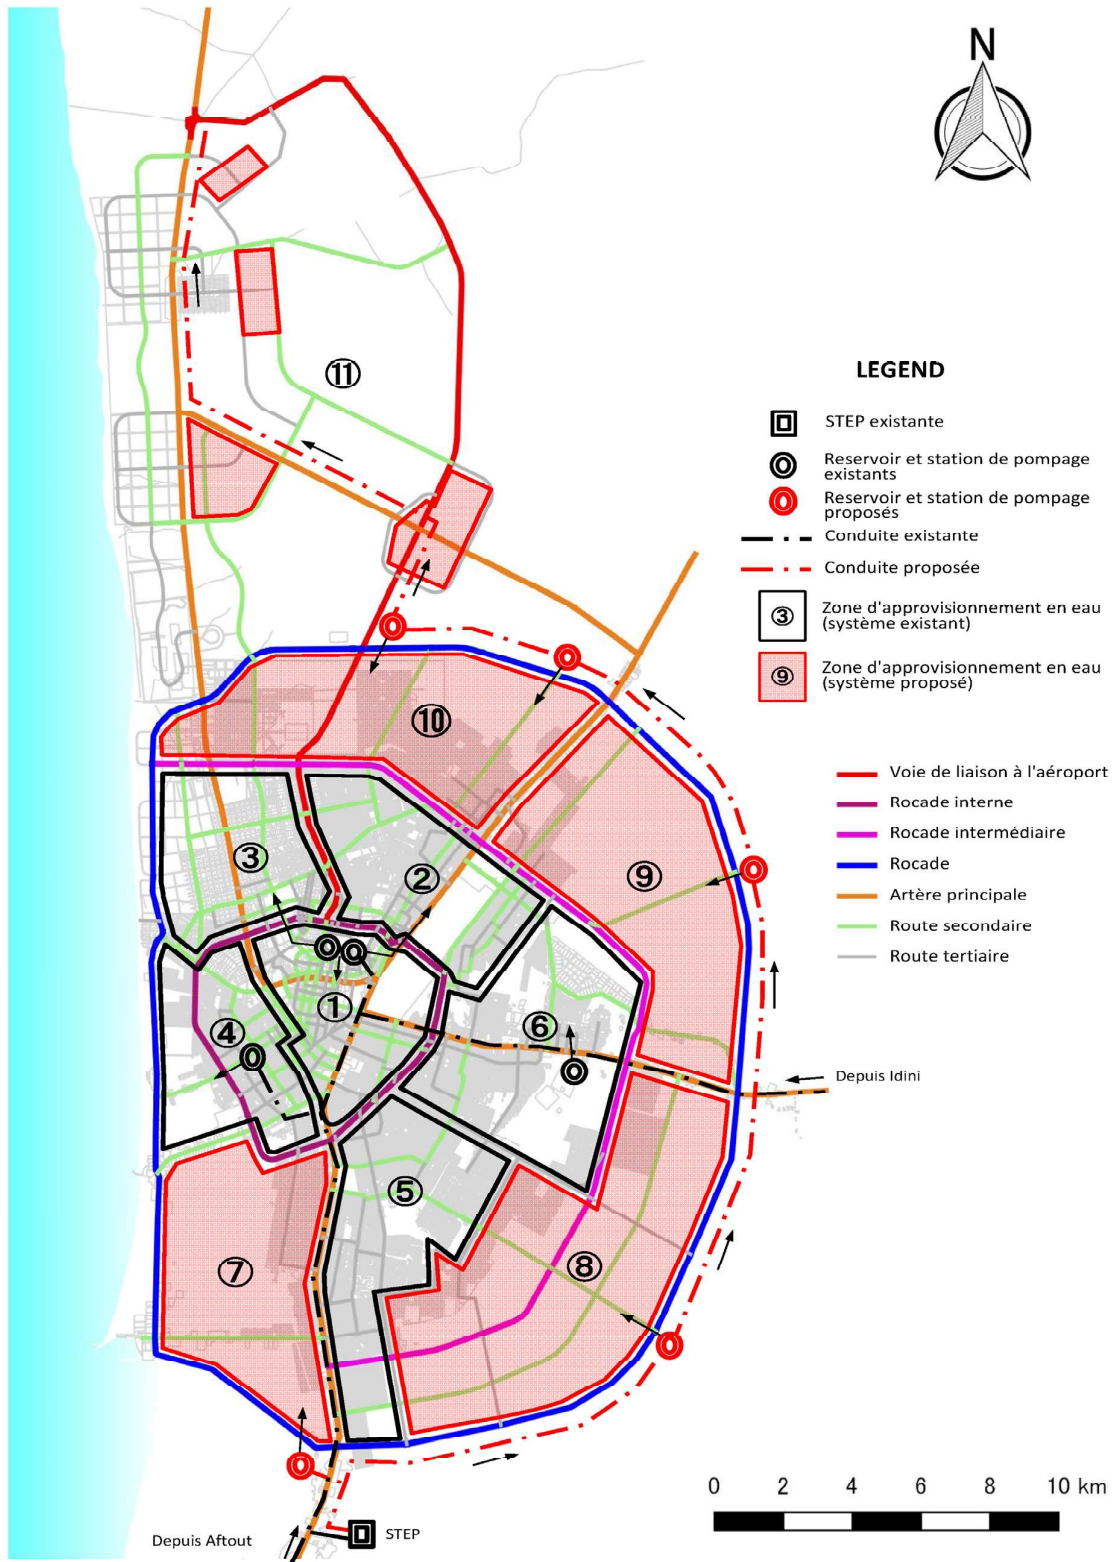 N
⑪
LEGEND
STEP existante
Reservoir et station de pompage
existants
Reservoir et station de pompage
proposés
Conduite existante
Conduite proposée
③
Zone d'approvisionnement en eau
(système existant)
⑨
Zone d'approvisionnement en eau
(système proposé)
⑩
Voie de liaison à l'aéroport
Rocade interne
Rocade intermédiaire
Rocade
Artère principale
Route secondaire
Route tertiaire
③
②
⑨
①
④
⑥
Depuis Idini
⑤
⑦
⑧
0 2 4 6 8 10 km
Depuis Aftout
STEP